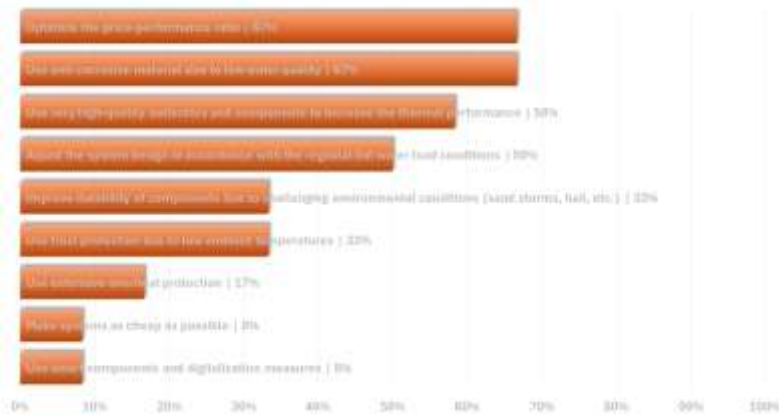 Optimize the price-performance ratio | 67%
Use anti-corrosive material due to low water quality | 67%
Use very high-quality collectors and components to increase the thermal performance | 58%
Adjust the system design in accordance with the regional hot water load conditions | 50%
Improve durability of components due to challenging environmental conditions (sand storms, hail, etc.) | 33%
Use frost protection due to low ambient temperatures | 33%
Use extensive overheat protection | 17%
Make systems as cheap as possible | 8%
Use smart components and digitalization measures | 8%
0% 10% 20% 30% 40% 50% 60% 70% 80% 90% 100%